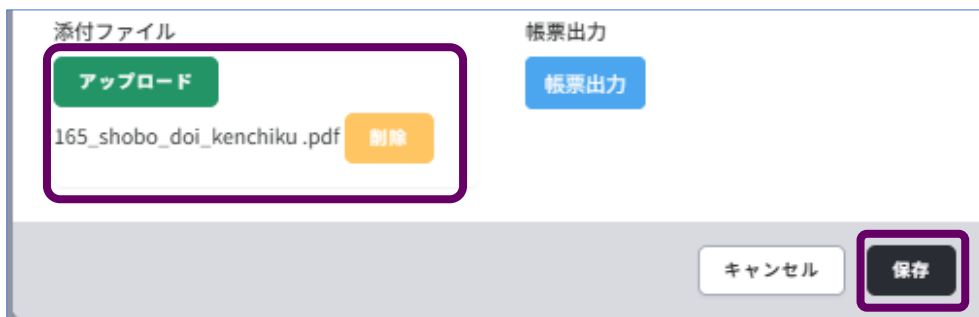 添付ファイル
帳票出力
アップロード
帳票出力
165_shobo_doi_kenchiku .pdf
削除
キャンセル
保存